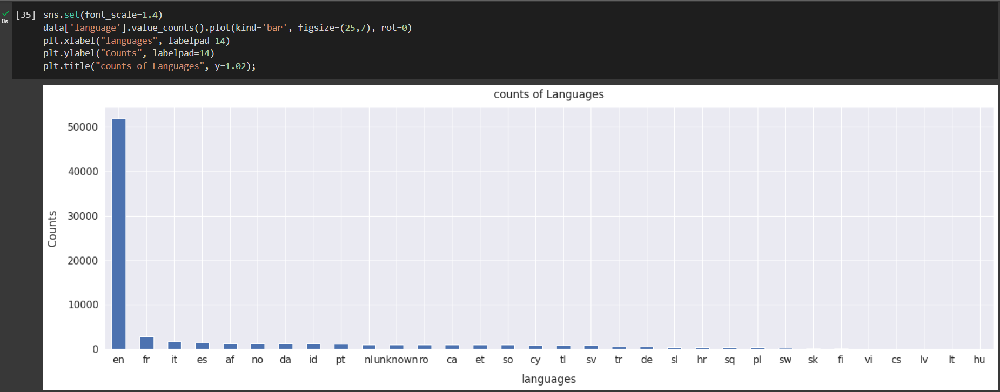 [35] sns.set(font_scale=1.4)
data['language'].value_counts().plot(kind='bar', figsize=(25,7), rot=0)
plt.xlabel("languages", labelpad=14)
plt.ylabel("Counts", labelpad=14)
plt.title("counts of Languages", y=1.02);
0s
counts of Languages
50000
40000
30000
20000
10000
0
Counts
en fr it es af no da id pt nl unknown ro ca et so cy tl sv tr de sl hr sq pl sw sk fi vi cs lv lt hu
languages